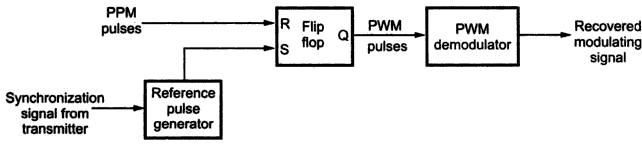 PPM
pulses
R
S
Flip
flop
Q
PWM
pulses
PWM
demodulator
Recovered
modulating
signal
Synchronization
signal from
transmitter
Reference
pulse
generator